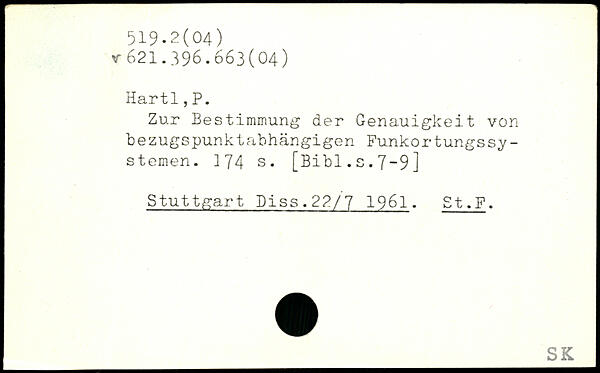 519.2(04)
v 621.396.663(04)
Hartl,P.
Zur Bestimmung der Genauigkeit von
bezugspunktabhängigen Funkortungssy-
stemen. 174 s. [Bibl.s.7-9]
Stuttgart Diss.22/7 1961. St.F.
SK